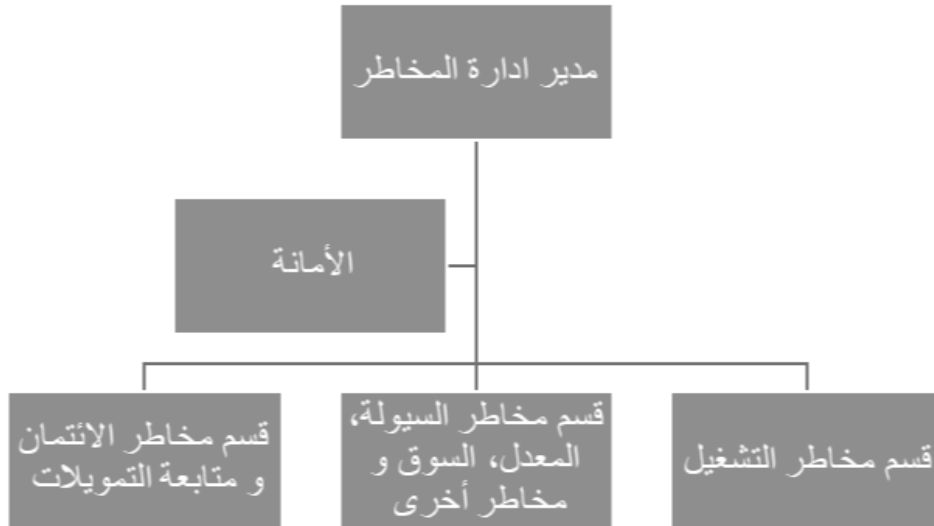 مدير ادارة المخاطر
الأمانة
قسم مخاطر التشغيل
قسم مخاطر السيولة،
المعدل، السوق و
مخاطر أخرى
قسم مخاطر الائتمان
و متابعة التمويلات